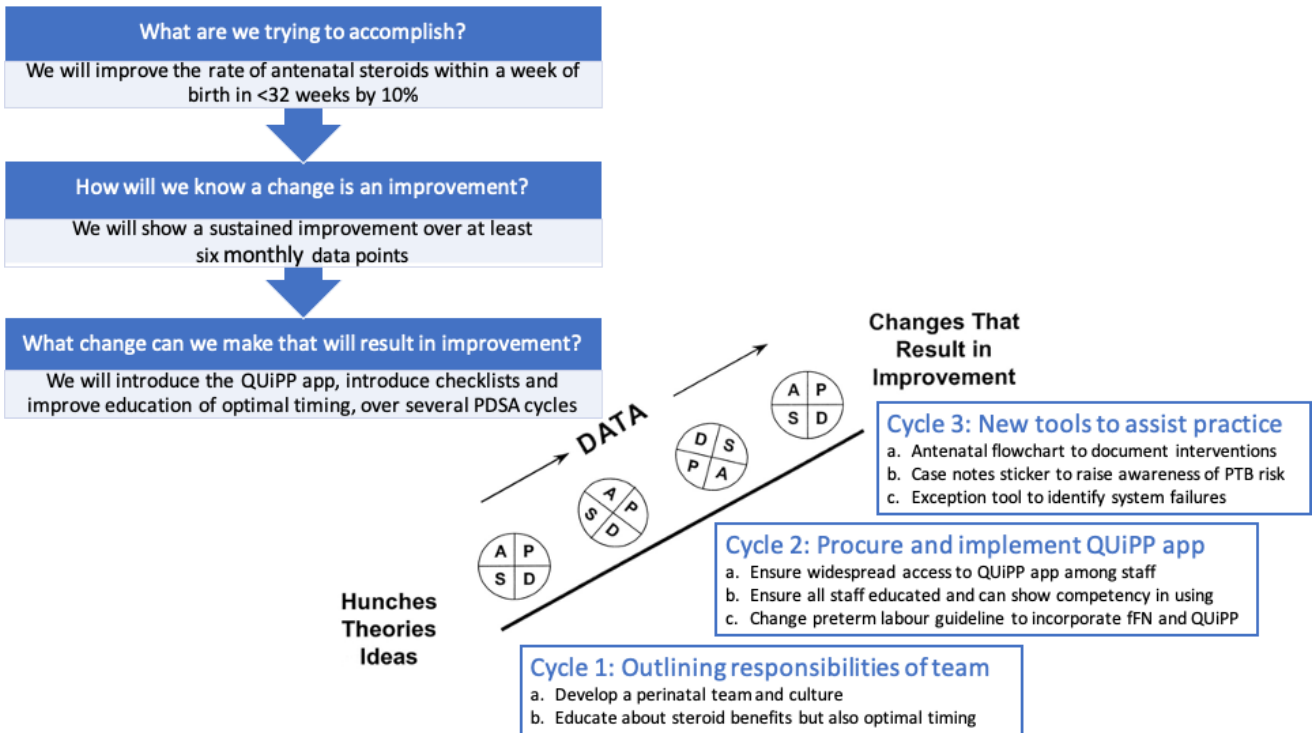 What are we trying to accomplish?
We will improve the rate of antenatal steroids within a week of
birth in <32 weeks by 10%
How will we know a change is an improvement?
We will show a sustained improvement over at least
six monthly data points
What change can we make that will result in improvement?
We will introduce the QUiPP app, introduce checklists and
improve education of optimal timing, over several PDSA cycles
Changes That
Result in
Improvement
DATA
A P
S D
D S
P A
A P
S D
A P
S D
Hunches
Theories
Ideas
Cycle 3: New tools to assist practice
a. Antenatal flowchart to document interventions
b. Case notes sticker to raise awareness of PTB risk
c. Exception tool to identify system failures
Cycle 2: Procure and implement QUiPP app
a. Ensure widespread access to QUiPP app among staff
b. Ensure all staff educated and can show competency in using
c. Change preterm labour guideline to incorporate fFN and QUiPP
Cycle 1: Outlining responsibilities of team
a. Develop a perinatal team and culture
b. Educate about steroid benefits but also optimal timing